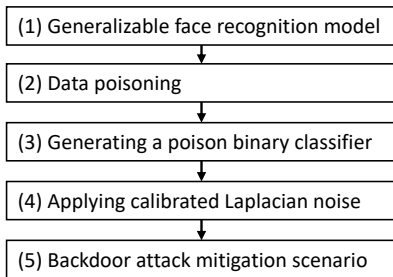 (1) Generalizable face recognition model
(2) Data poisoning
(3) Generating a poison binary classifier
(4) Applying calibrated Laplacian noise
(5) Backdoor attack mitigation scenario